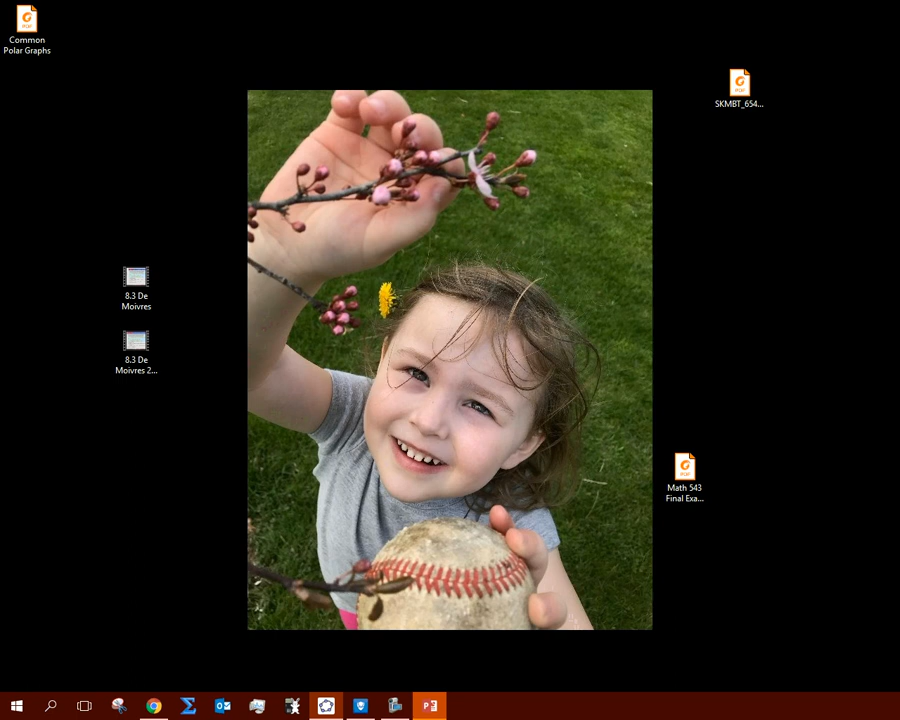 Common
Polar Graphs
SKMBT_654...
8.3 De
Moivres
8.3 De
Moivres 2...
Math 543
Final Exa...